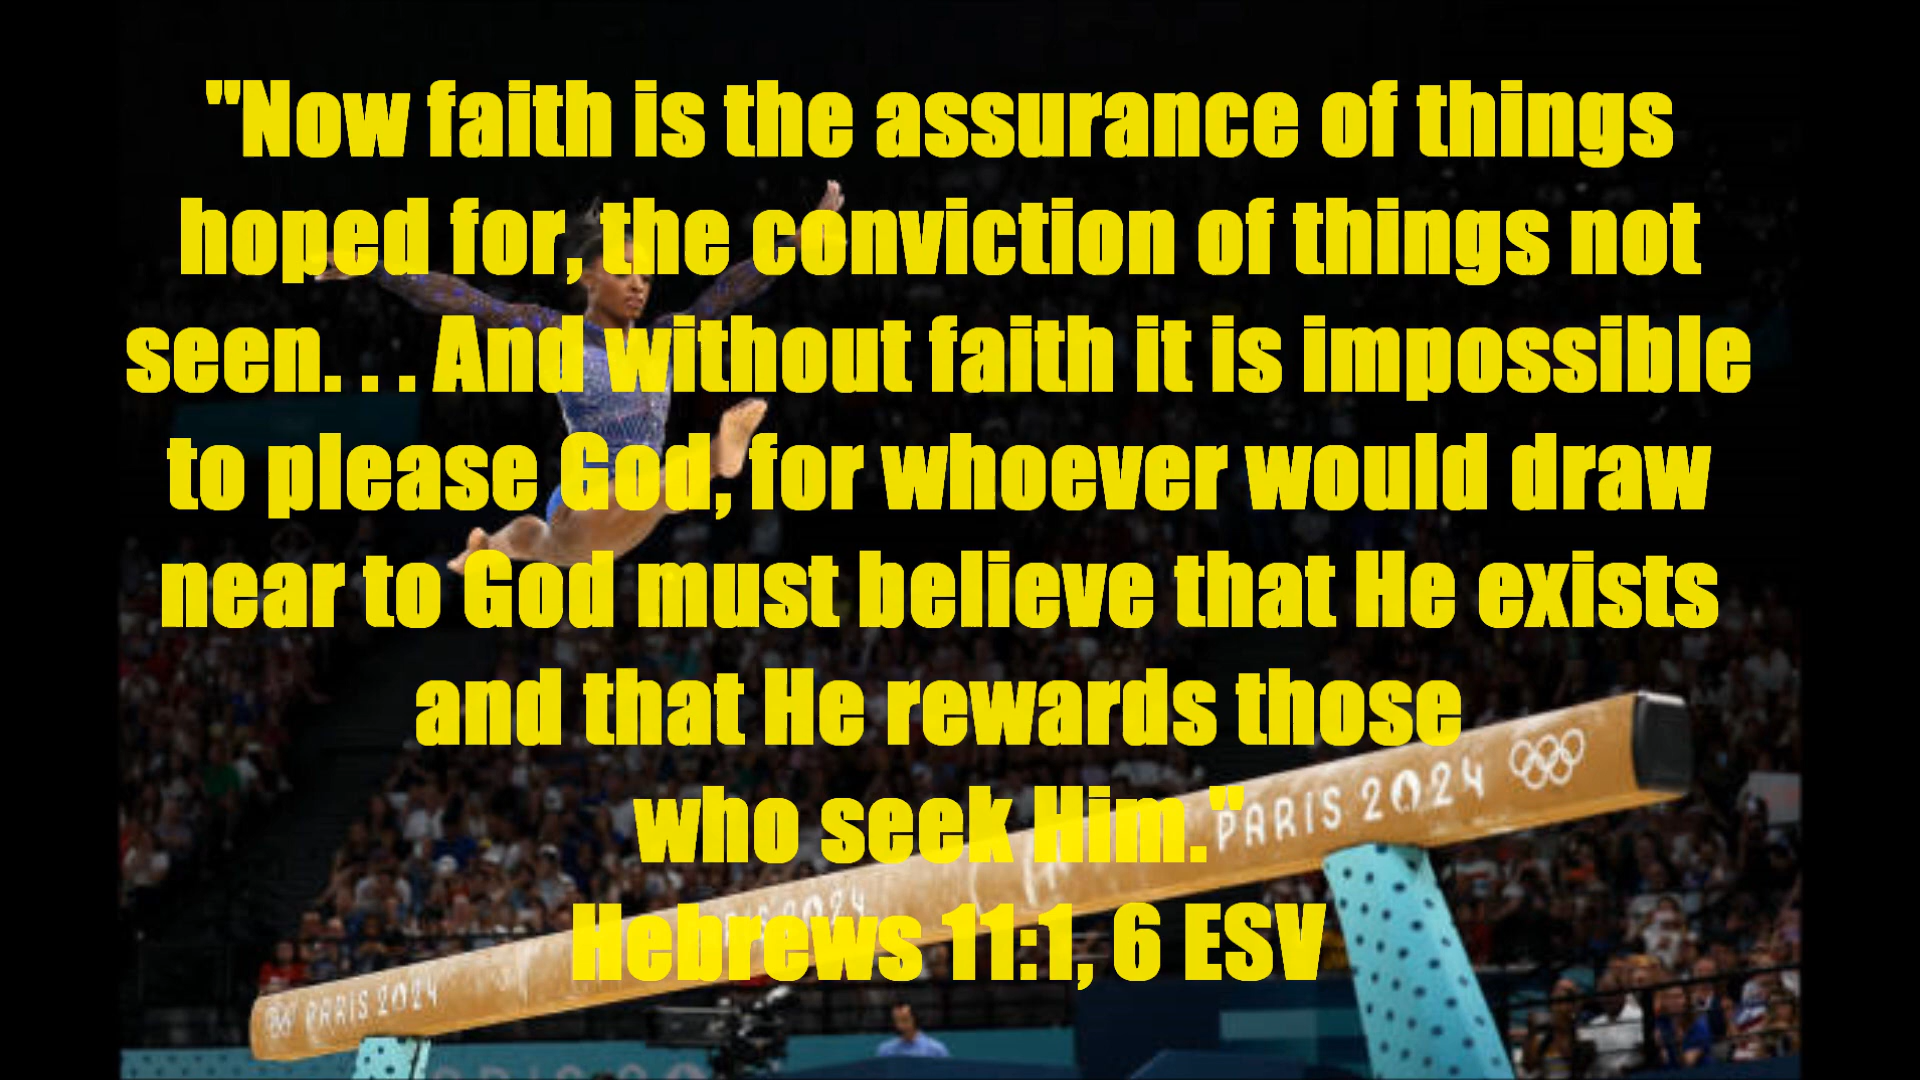 "Now faith is the assurance of things
hoped for, the conviction of things not
seen. . . And without faith it is impossible
to please God, for whoever would draw
near to God must believe that He exists
and that He rewards those
who seek Him."
Hebrews 11:1, 6 ESV
PARIS 2024
PARIS 2024